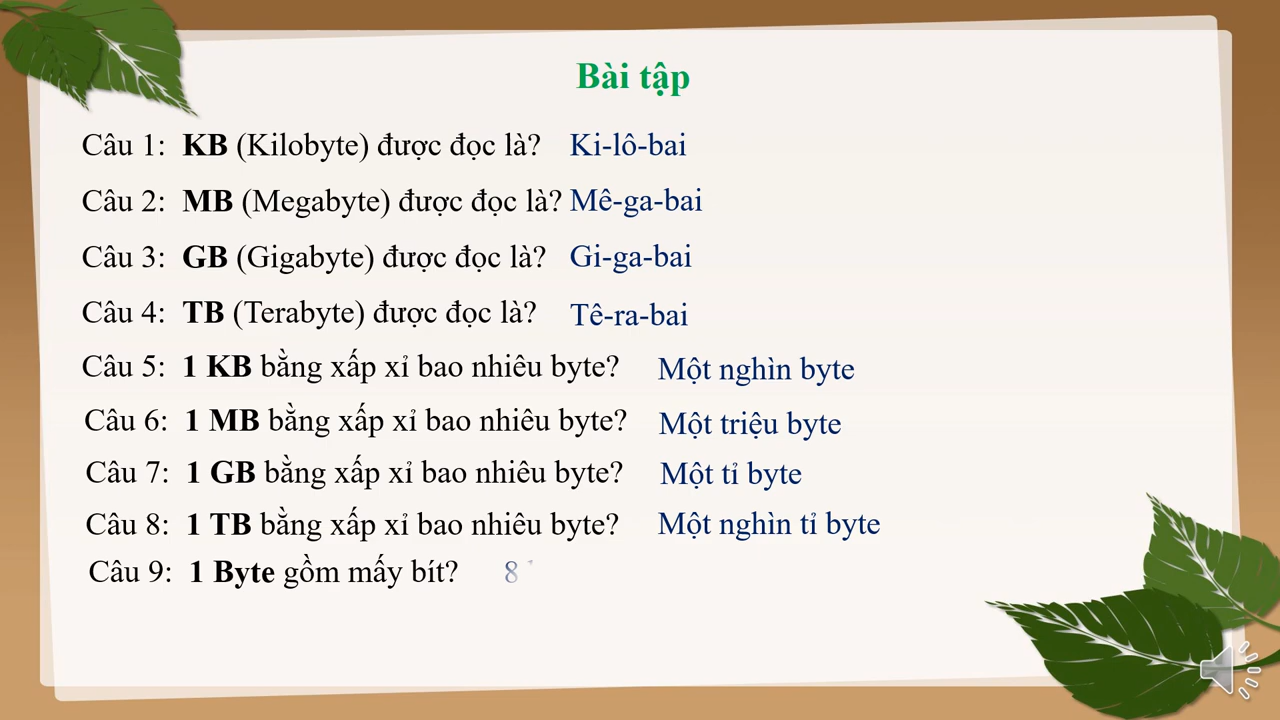 Bài tập
Câu 1: KB (Kilobyte) được đọc là? Ki-lô-bai
Câu 2: MB (Megabyte) được đọc là? Mê-ga-bai
Câu 3: GB (Gigabyte) được đọc là? Gi-ga-bai
Câu 4: TB (Terabyte) được đọc là? Tê-ra-bai
Câu 5: 1 KB bằng xấp xỉ bao nhiêu byte? Một nghìn byte
Câu 6: 1 MB bằng xấp xỉ bao nhiêu byte? Một triệu byte
Câu 7: 1 GB bằng xấp xỉ bao nhiêu byte? Một tỉ byte
Câu 8: 1 TB bằng xấp xỉ bao nhiêu byte? Một nghìn tỉ byte
Câu 9: 1 Byte gồm mấy bít? 8